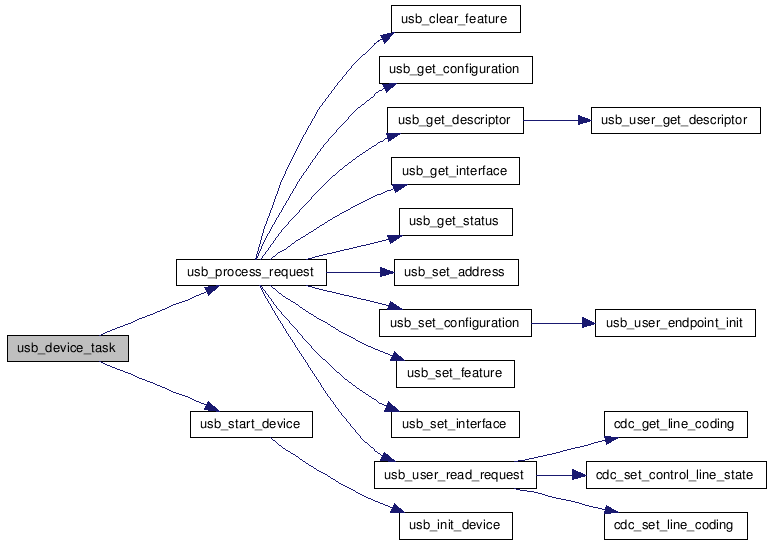 usb_clear_feature
usb_get_configuration
usb_get_descriptor
usb_user_get_descriptor
usb_get_interface
usb_get_status
usb_process_request
usb_set_address
usb_set_configuration
usb_user_endpoint_init
usb_device_task
usb_set_feature
usb_start_device
usb_set_interface
cdc_get_line_coding
usb_user_read_request
cdc_set_control_line_state
usb_init_device
cdc_set_line_coding